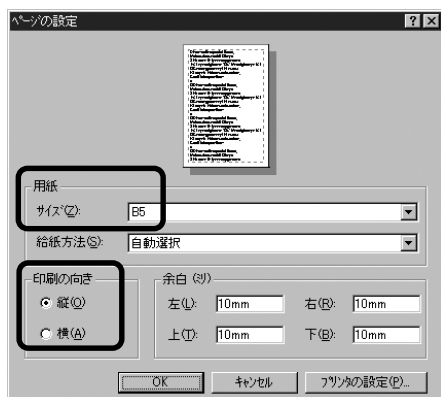 ページの設定
用紙
サイズ(Z): B5
給紙方法(S): 自動選択
印刷の向き
縦(O)
横(A)
余白 (ミリ)
左(L): 10mm 右(R): 10mm
上(T): 10mm 下(B): 10mm
OK キャンセル プリンタの設定(P)...